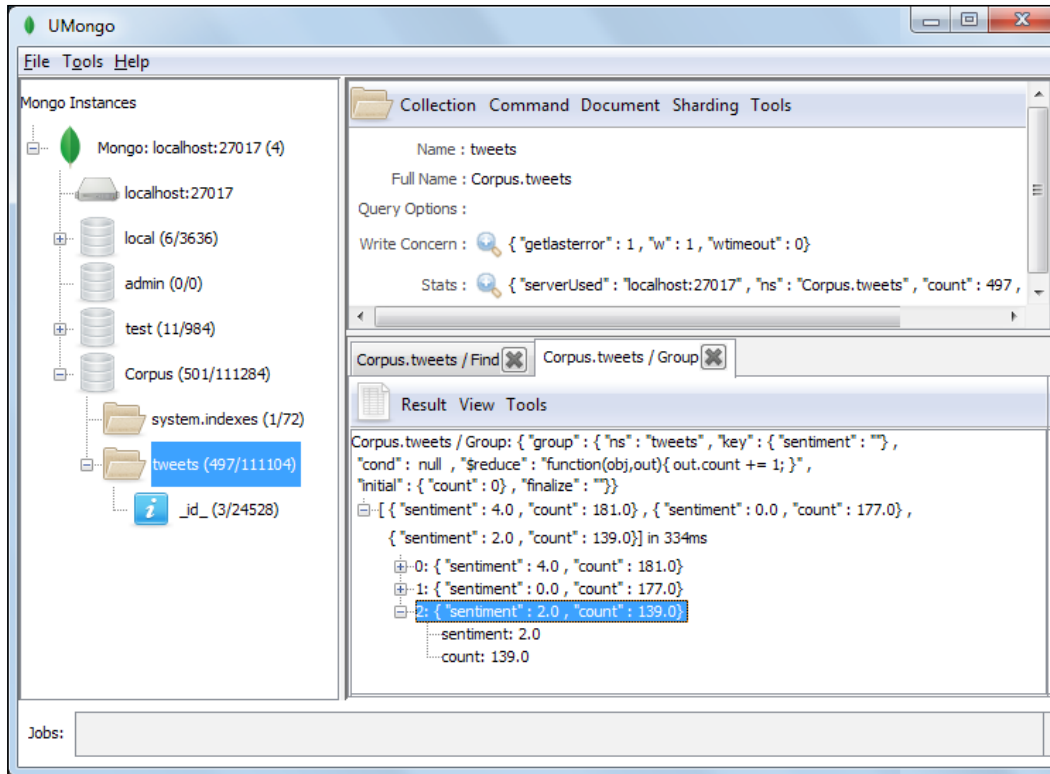 UMongo
File Tools Help
Mongo Instances
Mongo: localhost:27017 (4)
localhost:27017
local (6/3636)
admin (0/0)
test (11/984)
Corpus (501/111284)
system.indexes (1/72)
tweets (497/111104)
_id_ (3/24528)
Collection Command Document Sharding Tools
Name : tweets
Full Name : Corpus.tweets
Query Options :
Write Concern : { "getlasterror" : 1 , "w" : 1 , "wtimeout" : 0}
Stats : { "serverUsed" : "localhost:27017" , "ns" : "Corpus.tweets" , "count" : 497 ,
Corpus.tweets / Find Corpus.tweets / Group
Result View Tools
Corpus.tweets / Group: { "group" : { "ns" : "tweets" , "key" : { "sentiment" : ""} ,
"cond" : null , "$reduce" : "function(obj,out){ out.count += 1; }" ,
"initial" : { "count" : 0} , "finalize" : ""}}
[ { "sentiment" : 4.0 , "count" : 181.0} , { "sentiment" : 0.0 , "count" : 177.0} ,
{ "sentiment" : 2.0 , "count" : 139.0}] in 334ms
0: { "sentiment" : 4.0 , "count" : 181.0}
1: { "sentiment" : 0.0 , "count" : 177.0}
2: { "sentiment" : 2.0 , "count" : 139.0}
sentiment: 2.0
count: 139.0
Jobs: